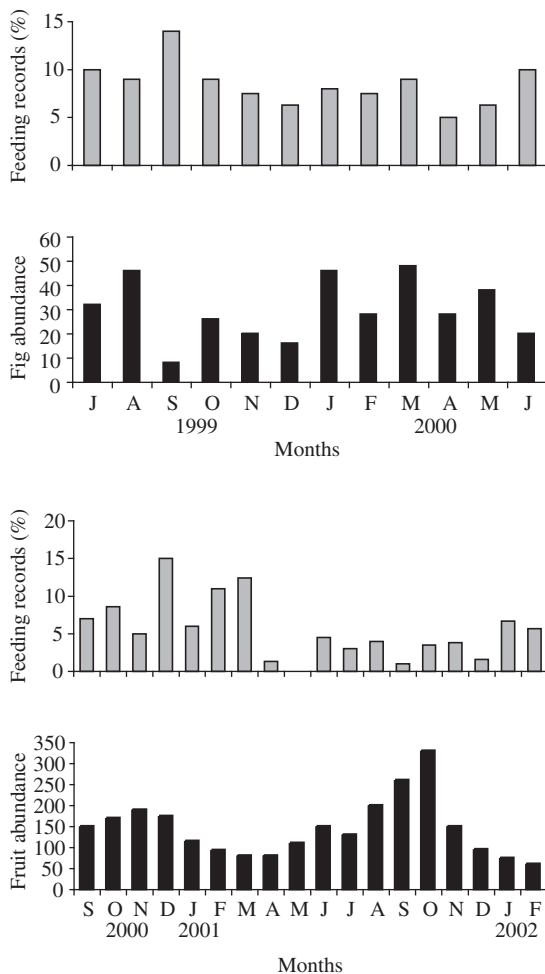 Feeding records (%)
15
10
5
0
Fig abundance
60
50
40
30
20
10
0
J A S O N D J F M A M J
1999 2000
Months
Feeding records (%)
20
15
10
5
0
Fruit abundance
350
300
250
200
150
100
50
0
S O N D J F M A M J J A S O N D J F
2000 2001 2002
Months